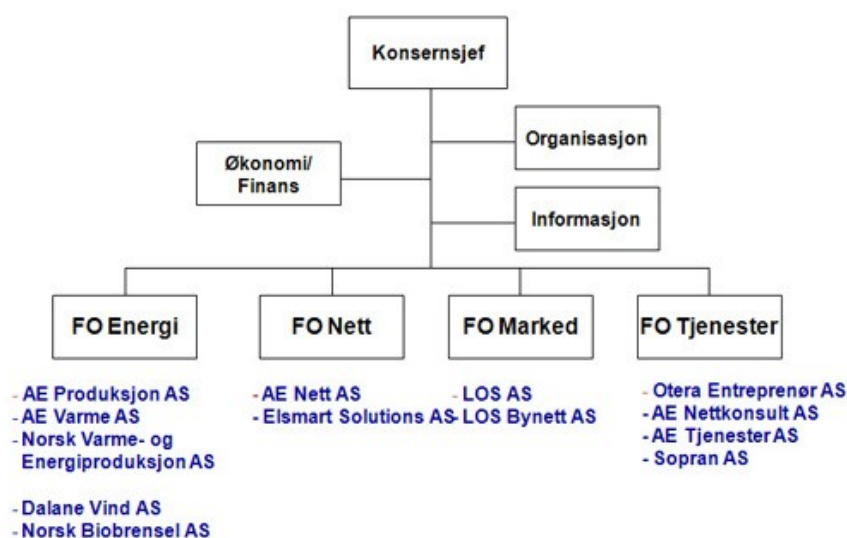 Konsernsjef
Organisasjon
Økonomi/
Finans
Informasjon
FO Energi
FO Nett
FO Marked
FO Tjenester
- AE Produksjon AS
- AE Varme AS
- Norsk Varme- og
Energiproduksjon AS
- Dalane Vind AS
- Norsk Biobrensel AS
- AE Nett AS
- Elsmart Solutions AS
- LOS AS
- LOS Bynett AS
- Otera Entreprenør AS
- AE Nettkonsult AS
- AE Tjenester AS
- Sopran AS